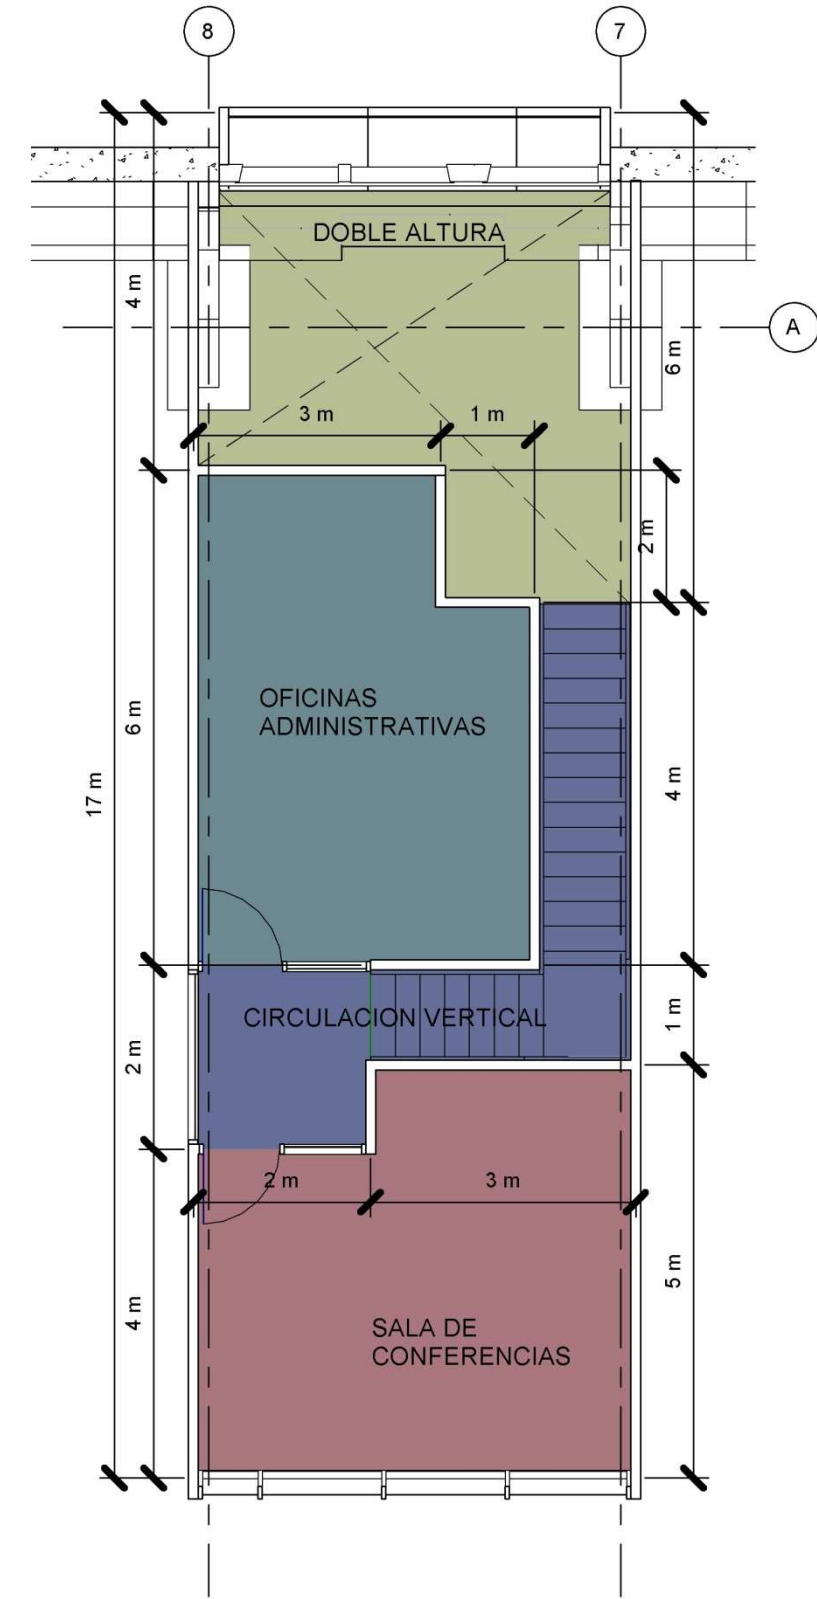 8
7
DOBLE ALTURA
4 m
A
6 m
3 m
1 m
2 m
OFICINAS
ADMINISTRATIVAS
6 m
17 m
4 m
CIRCULACION VERTICAL
1 m
2 m
2 m
3 m
5 m
4 m
SALA DE
CONFERENCIAS